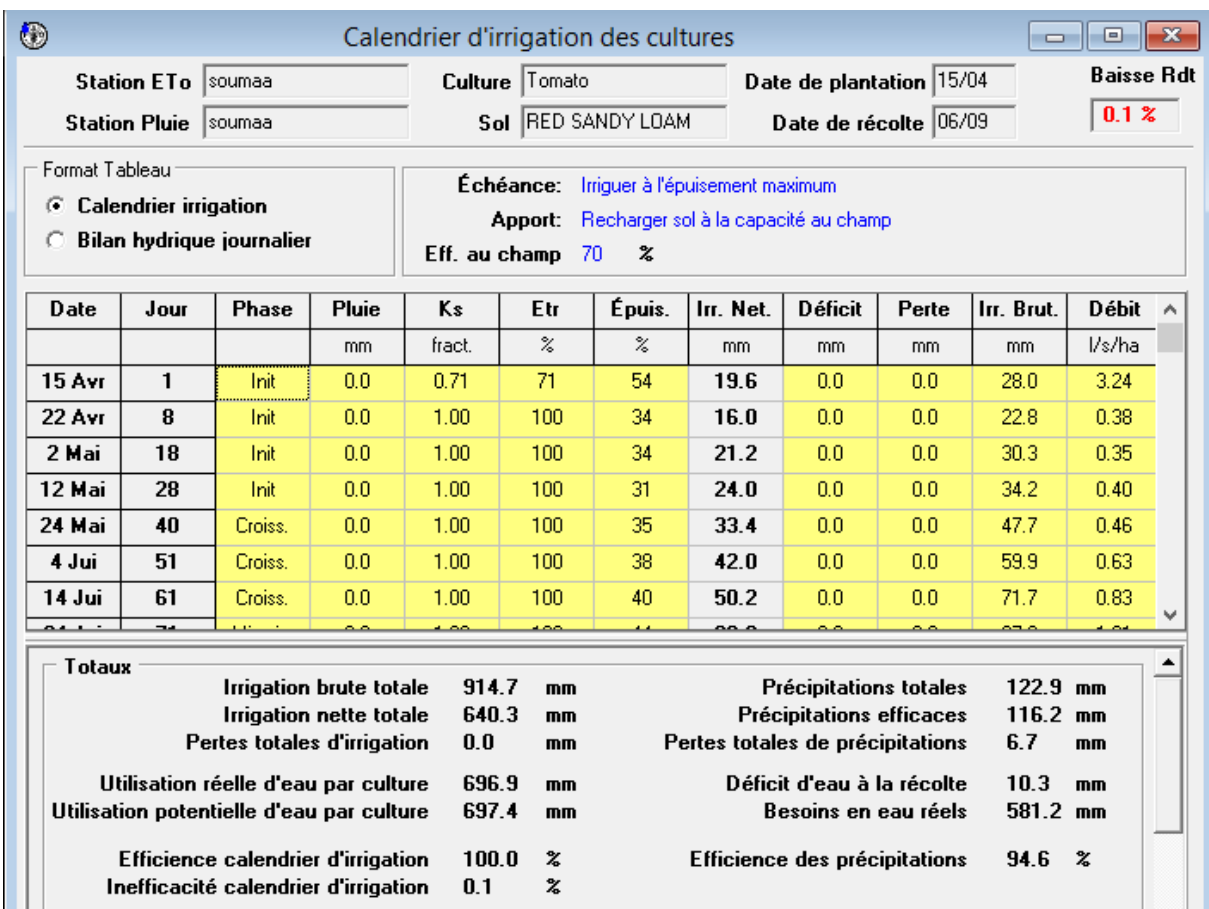 Calendrier d'irrigation des cultures
Station ETo soumaa Culture Tomato Date de plantation 15/04 Baisse Rdt
Station Pluie soumaa Sol RED SANDY LOAM Date de récolte 06/09 0.1 %
Format Tableau
Calendrier irrigation
Bilan hydrique journalier
Échéance: Irriguer à l'épuisement maximum
Apport: Recharger sol à la capacité au champ
Eff. au champ 70 %
Date Jour Phase Pluie Ks Etr Épuis. Irr. Net. Déficit Perte Irr. Brut. Débit
mm fract. % % mm mm mm mm l/s/ha
15 Avr 1 Init 0.0 0.71 71 54 19.6 0.0 0.0 28.0 3.24
22 Avr 8 Init 0.0 1.00 100 34 16.0 0.0 0.0 22.8 0.38
2 Mai 18 Init 0.0 1.00 100 34 21.2 0.0 0.0 30.3 0.35
12 Mai 28 Init 0.0 1.00 100 31 24.0 0.0 0.0 34.2 0.40
24 Mai 40 Croiss. 0.0 1.00 100 35 33.4 0.0 0.0 47.7 0.46
4 Jui 51 Croiss. 0.0 1.00 100 38 42.0 0.0 0.0 59.9 0.63
14 Jui 61 Croiss. 0.0 1.00 100 40 50.2 0.0 0.0 71.7 0.83
Totaux
Irrigation brute totale 914.7 mm Précipitations totales 122.9 mm
Irrigation nette totale 640.3 mm Précipitations efficaces 116.2 mm
Pertes totales d'irrigation 0.0 mm Pertes totales de précipitations 6.7 mm
Utilisation réelle d'eau par culture 696.9 mm Déficit d'eau à la récolte 10.3 mm
Utilisation potentielle d'eau par culture 697.4 mm Besoins en eau réels 581.2 mm
Efficience calendrier d'irrigation 100.0 % Efficience des précipitations 94.6 %
Inefficacité calendrier d'irrigation 0.1 %